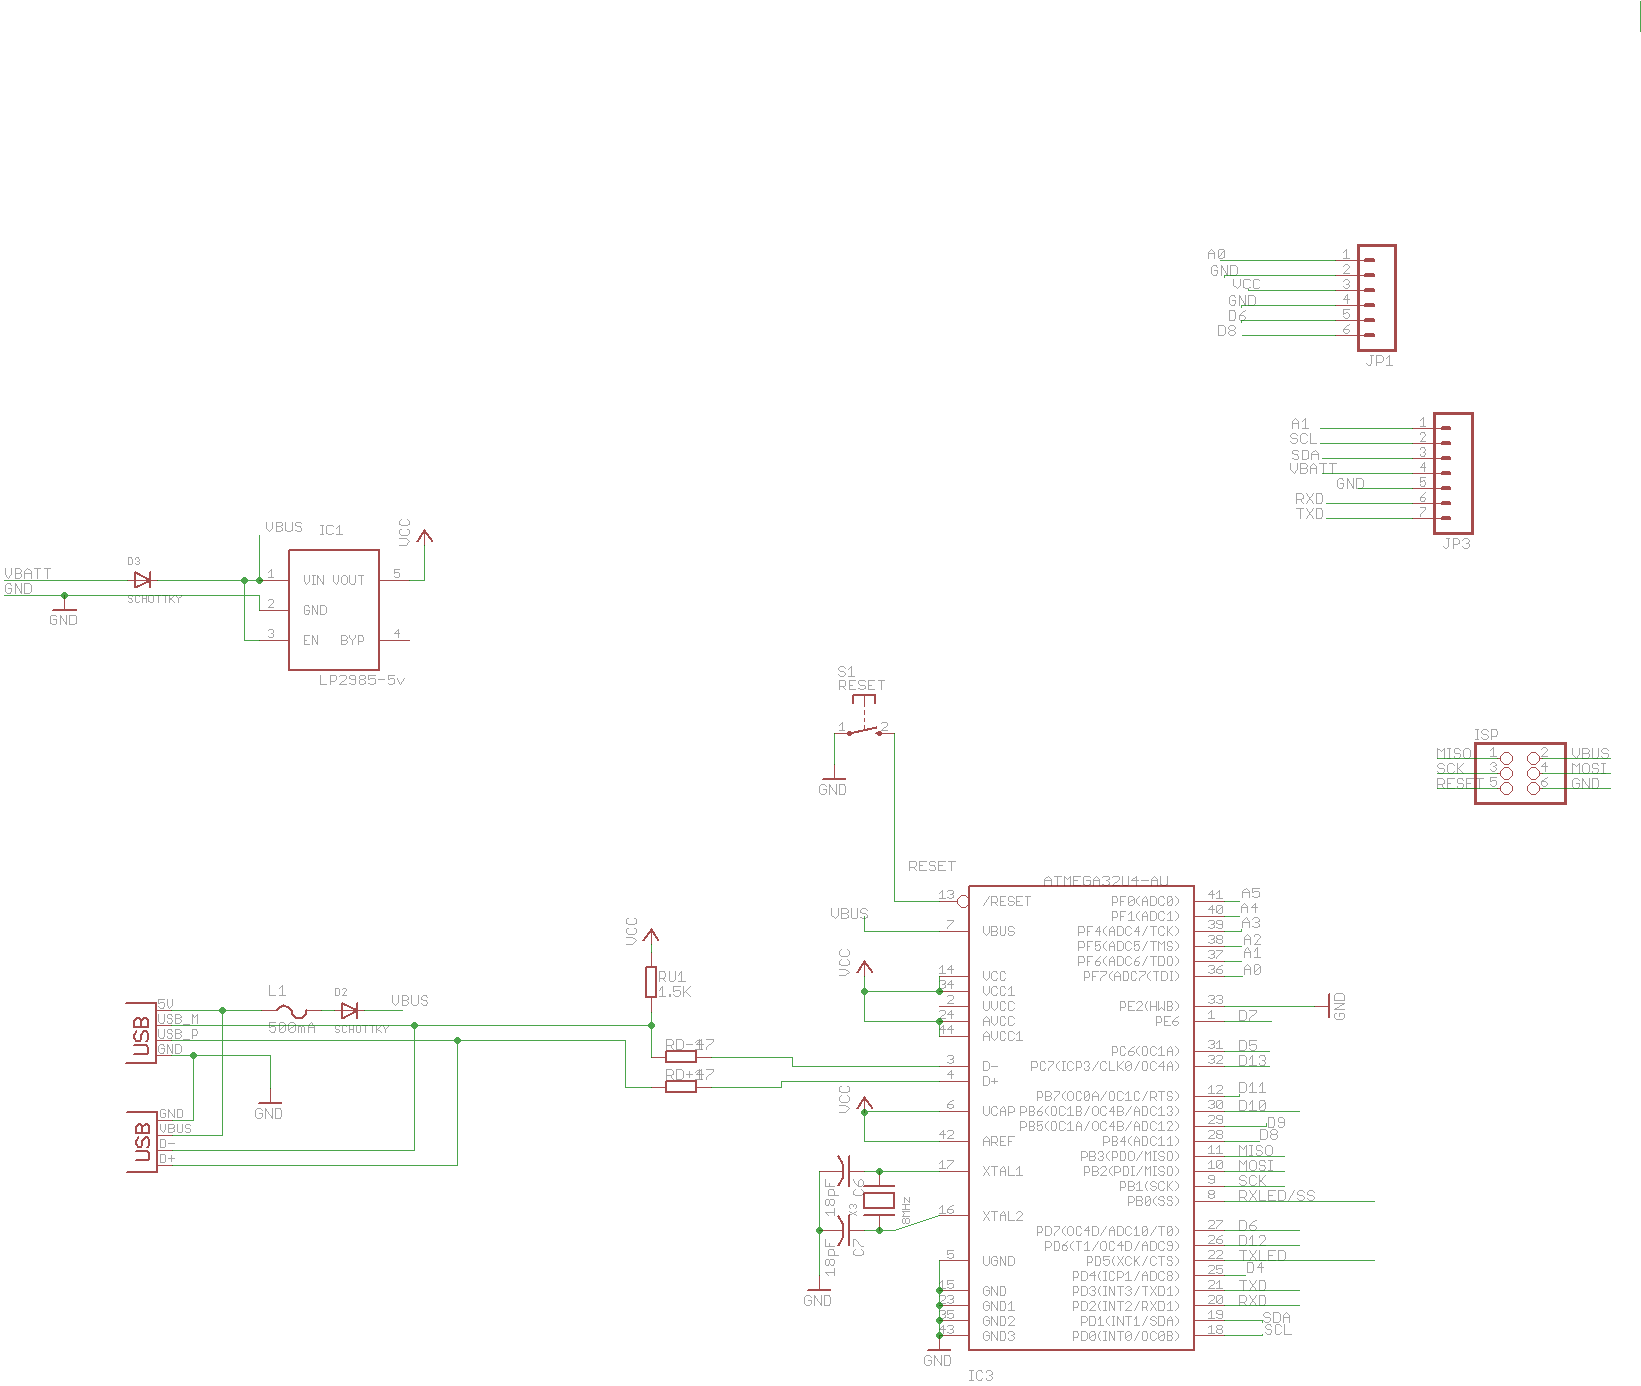 A0
GND
VCC
GND
D6
D8
1
2
3
4
5
6
JP1
A1
SCL
SDA
VBATT
GND
RXD
TXD
1
2
3
4
5
6
7
JP3
VBUS
IC1
VCC
VBATT
GND
GND
D3
SCHOTTKY
1
2
3
VIN VOUT
GND
EN BYP
5
4
LP2985-5v
S1
RESET
1
2
GND
ISP
MISO 1
SCK 3
RESET 5
2 VBUS
4 MOSI
6 GND
RESET
ATMEGA32U4-AU
VBUS
VCC
VCC
RU1
1.5K
L1
500mA
D2
SCHOTTKY
VBUS
USB
5V
USB_M
USB_P
GND
GND
USB
GND
VBUS
D-
D+
RD-47
RD+47
VCC
18pF
C6
X3
8MHz
18pF
C7
GND
GND
13 /RESET
7 VBUS
14 VCC
34 VCC1
2 UVCC
24 AVCC
44 AVCC1
3 D-
4 D+
6 UCAP
42 AREF
17 XTAL1
16 XTAL2
5 UGND
15 GND
23 GND1
35 GND2
43 GND3
PF0(ADC0) 41 A5
PF1(ADC1) 40 A4
PF4(ADC4/TCK) 39 A3
PF5(ADC5/TMS) 38 A2
PF6(ADC6/TDO) 37 A1
PF7(ADC7(TDI) 36 A0
PE2(HWB) 33 GND
PE6 1 D7
PC6(OC1A) 31 D5
PC7(ICP3/CLK0/OC4A) 32 D13
PB7(OC0A/OC1C/RTS) 12 D11
PB6(OC1B/OC4B/ADC13) 30 D10
PB5(OC1A/OC4B/ADC12) 29 D9
PB4(ADC11) 28 D8
PB3(PDO/MISO) 11 MISO
PB2(PDI/MISO) 10 MOSI
PB1(SCK) 9 SCK
PB0(SS) 8 RXLED/SS
PD7(OC4D/ADC10/T0) 27 D6
PD6(T1/OC4D/ADC9) 26 D12
PD5(XCK/CTS) 22 TXLED
PD4(ICP1/ADC8) 25 D4
PD3(INT3/TXD1) 21 TXD
PD2(INT2/RXD1) 20 RXD
PD1(INT1/SDA) 19 SDA
PD0(INT0/OC0B) 18 SCL
IC3